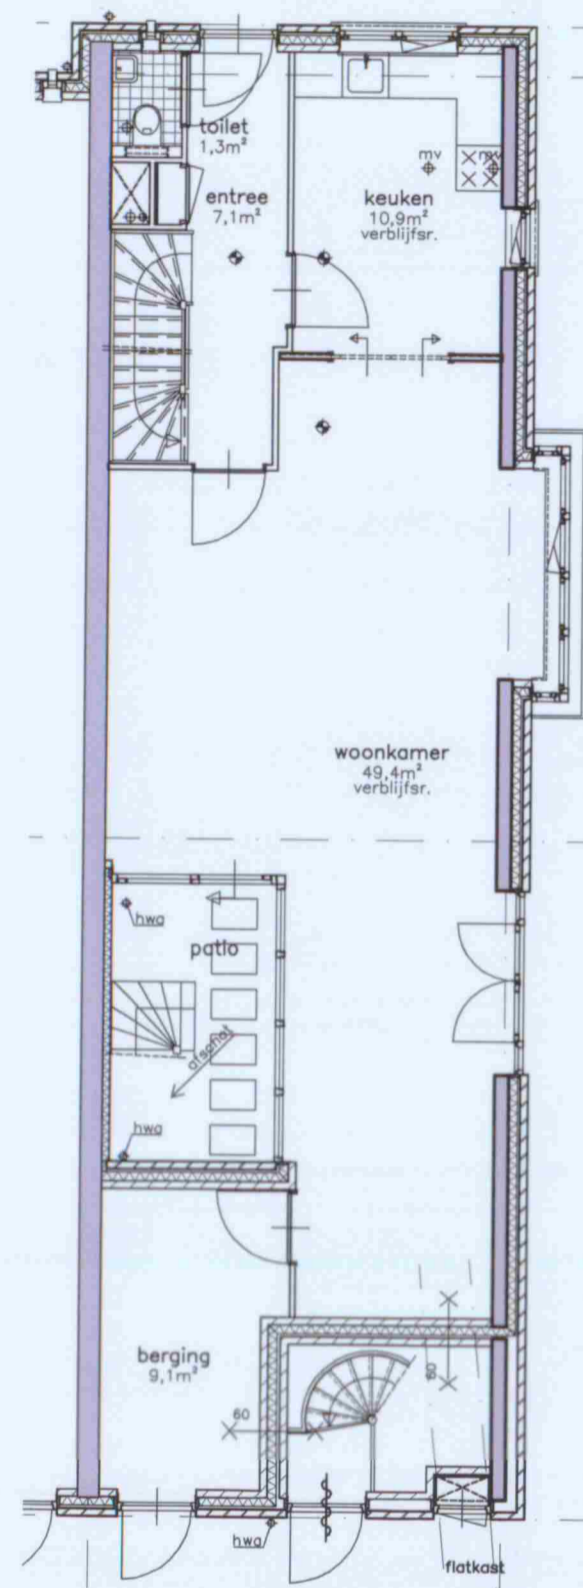 toilet
1,3m²
mv
mv
entree
7,1m²
keuken
10,9m²
verblijfsr.
woonkamer
49,4m²
verblijfsr.
hwa
patio
afschot
hwa
berging
9,1m²
60
60
hwa
flatkast